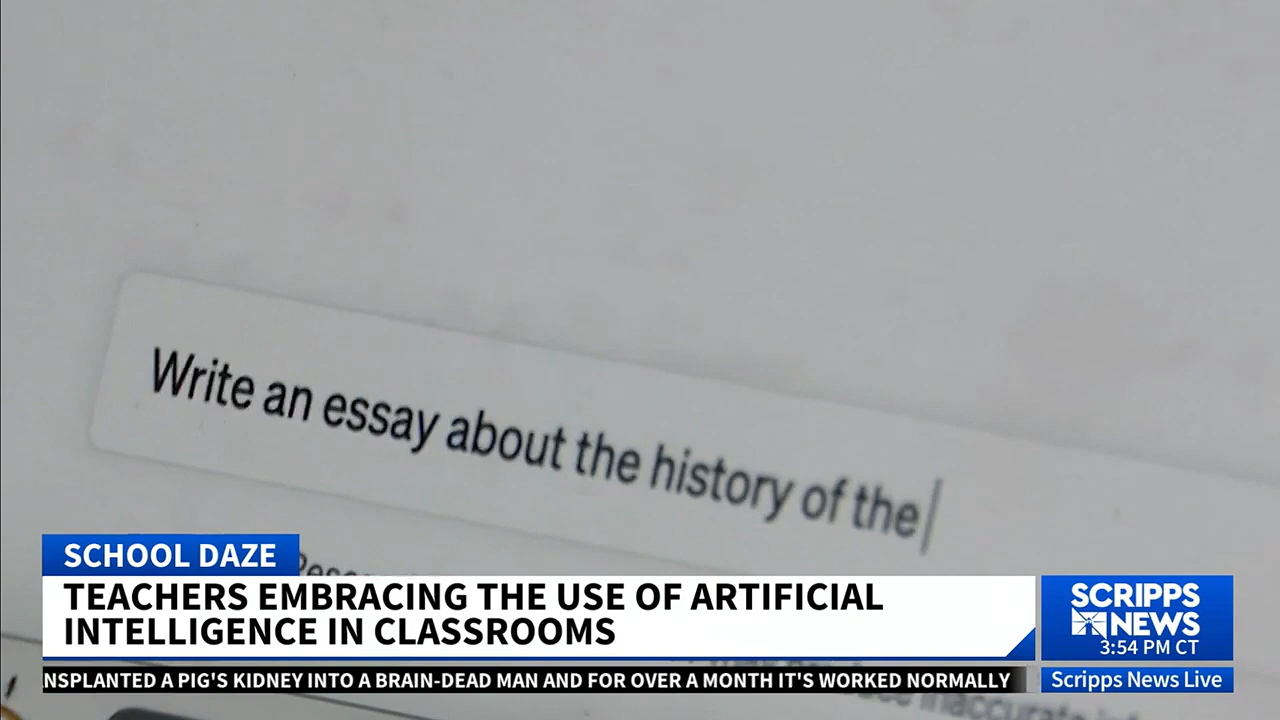 Write an essay about the history of the
SCHOOL DAZE
TEACHERS EMBRACING THE USE OF ARTIFICIAL
INTELLIGENCE IN CLASSROOMS
SCRIPPS
NEWS
3:54 PM CT
NSPLANTED A PIG'S KIDNEY INTO A BRAIN-DEAD MAN AND FOR OVER A MONTH IT'S WORKED NORMALLY
Scripps News Live